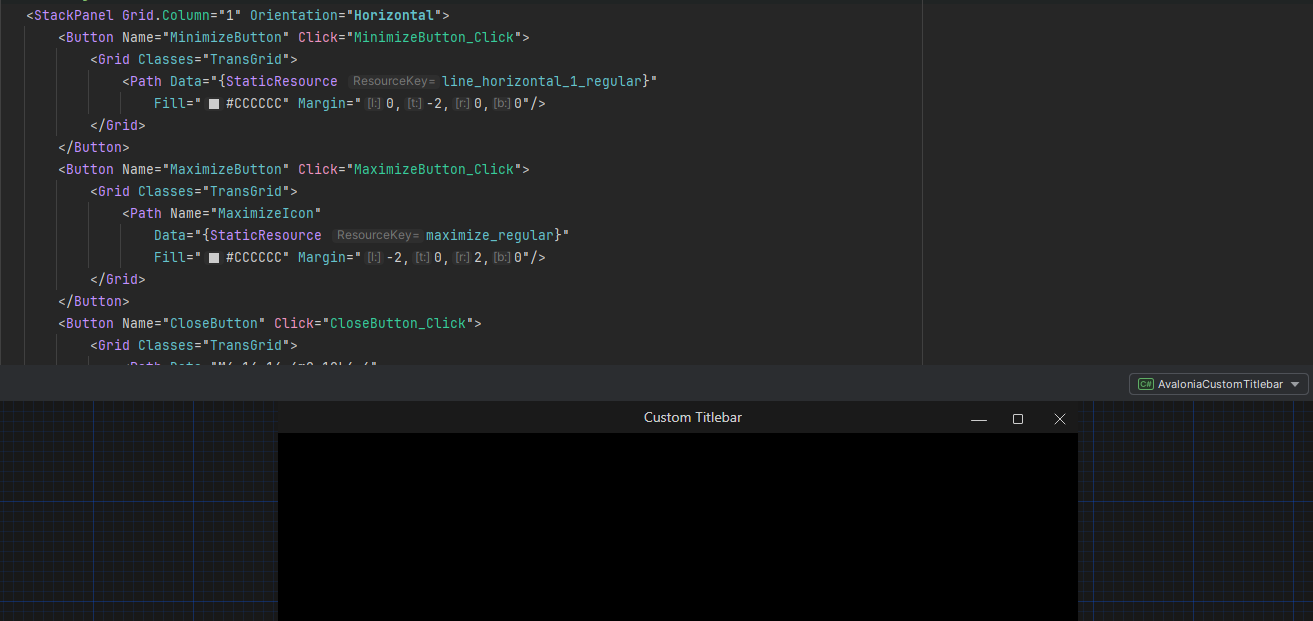 <StackPanel Grid.Column="1" Orientation="Horizontal">
<Button Name="MinimizeButton" Click="MinimizeButton_Click">
<Grid Classes="TransGrid">
<Path Data="{StaticResource ResourceKey= line_horizontal_1_regular}"
Fill=" #CCCCCC" Margin=" [l:] 0, [t:] -2, [r:] 0, [b:] 0"/>
</Grid>
</Button>
<Button Name="MaximizeButton" Click="MaximizeButton_Click">
<Grid Classes="TransGrid">
<Path Name="MaximizeIcon"
Data="{StaticResource ResourceKey= maximize_regular}"
Fill=" #CCCCCC" Margin=" [l:] -2, [t:] 0, [r:] 2, [b:] 0"/>
</Grid>
</Button>
<Button Name="CloseButton" Click="CloseButton_Click">
<Grid Classes="TransGrid">
<Path Data=
C# AvaloniaCustomTitlebar
Custom Titlebar